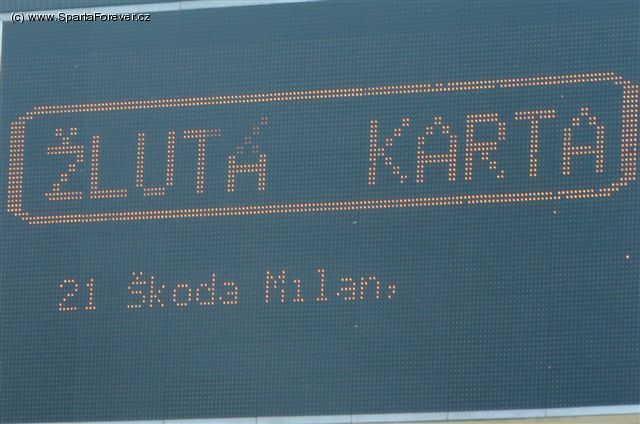 (c) www.SpartaForever.cz
ŽLUTÁ KARTA
21 Škoda Milan,